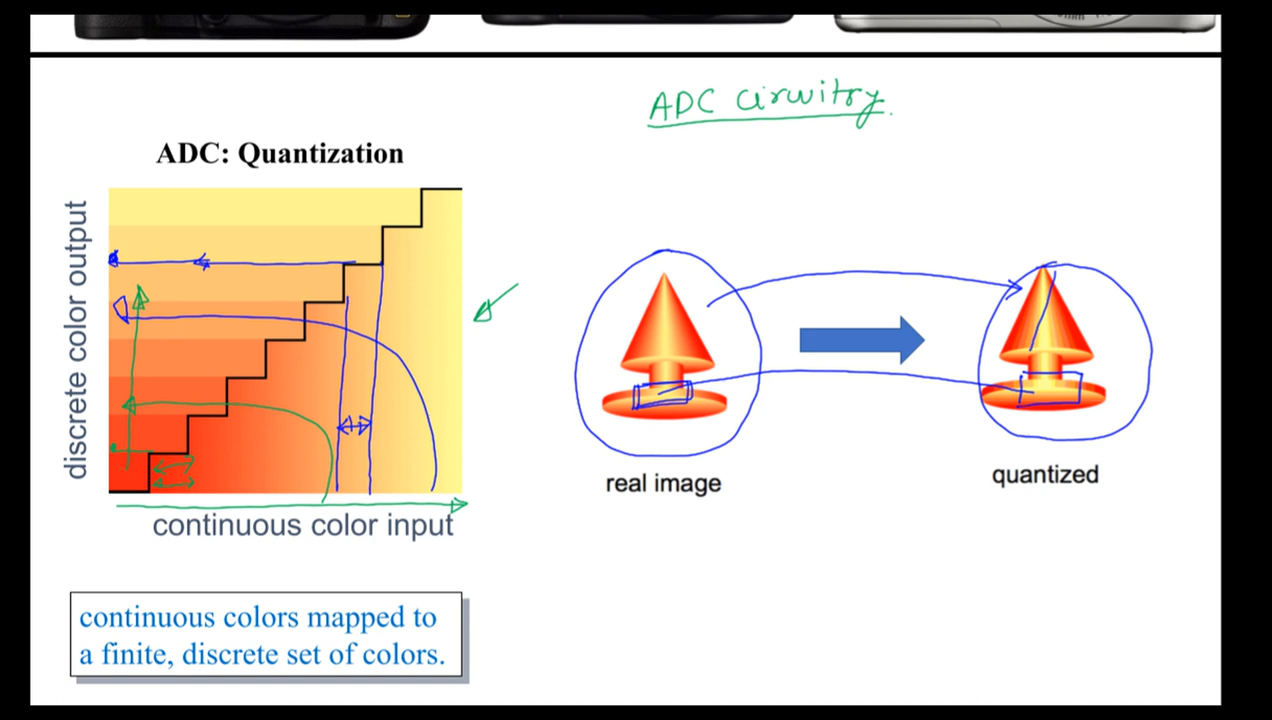 ADC Circuitry.
ADC: Quantization
discrete color output
continuous color input
real image
quantized
continuous colors mapped to
a finite, discrete set of colors.